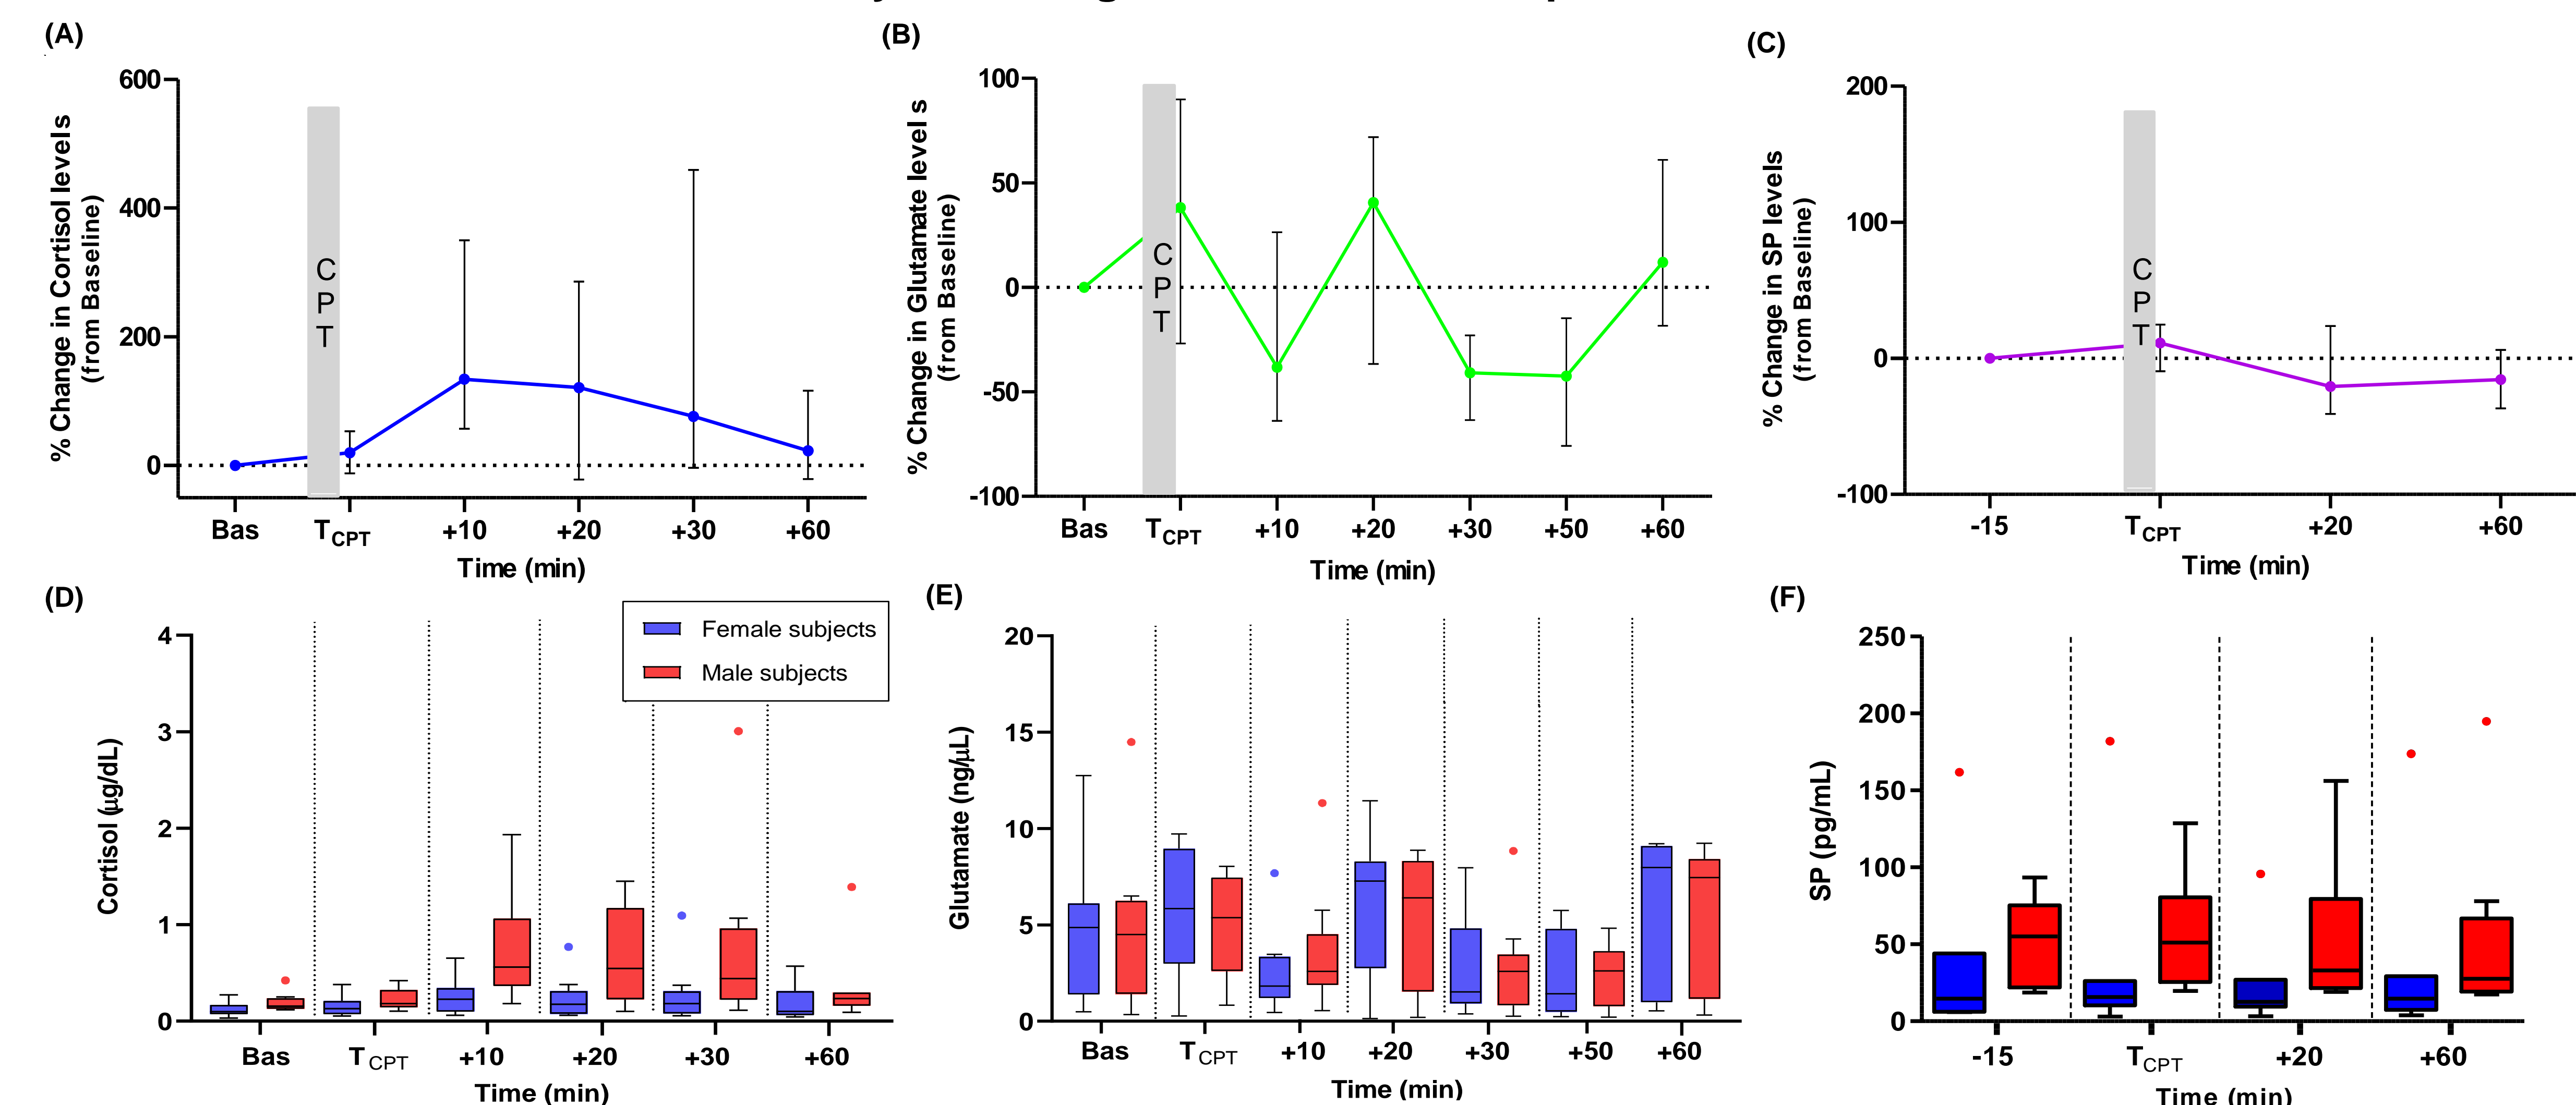 (A)
600
400
200
0
% Change in Cortisol levels
(from Baseline)
C
P
T
Bas TCPT +10 +20 +30 +60
Time (min)
(B)
100
50
0
-50
-100
% Change in Glutamate level s
(from Baseline)
C
P
T
Bas TCPT +10 +20 +30 +50 +60
Time (min)
(C)
200
100
0
-100
% Change in SP levels
(from Baseline)
C
P
T
-15 TCPT +20 +60
Time (min)
(D)
4
3
2
1
0
Cortisol (µg/dL)
Female subjects
Male subjects
Bas TCPT +10 +20 +30 +60
Time (min)
(E)
20
15
10
5
0
Glutamate (ng/µL)
Bas TCPT +10 +20 +30 +50 +60
Time (min)
(F)
250
200
150
100
50
0
SP (pg/mL)
-15 TCPT +20 +60
Time (min)